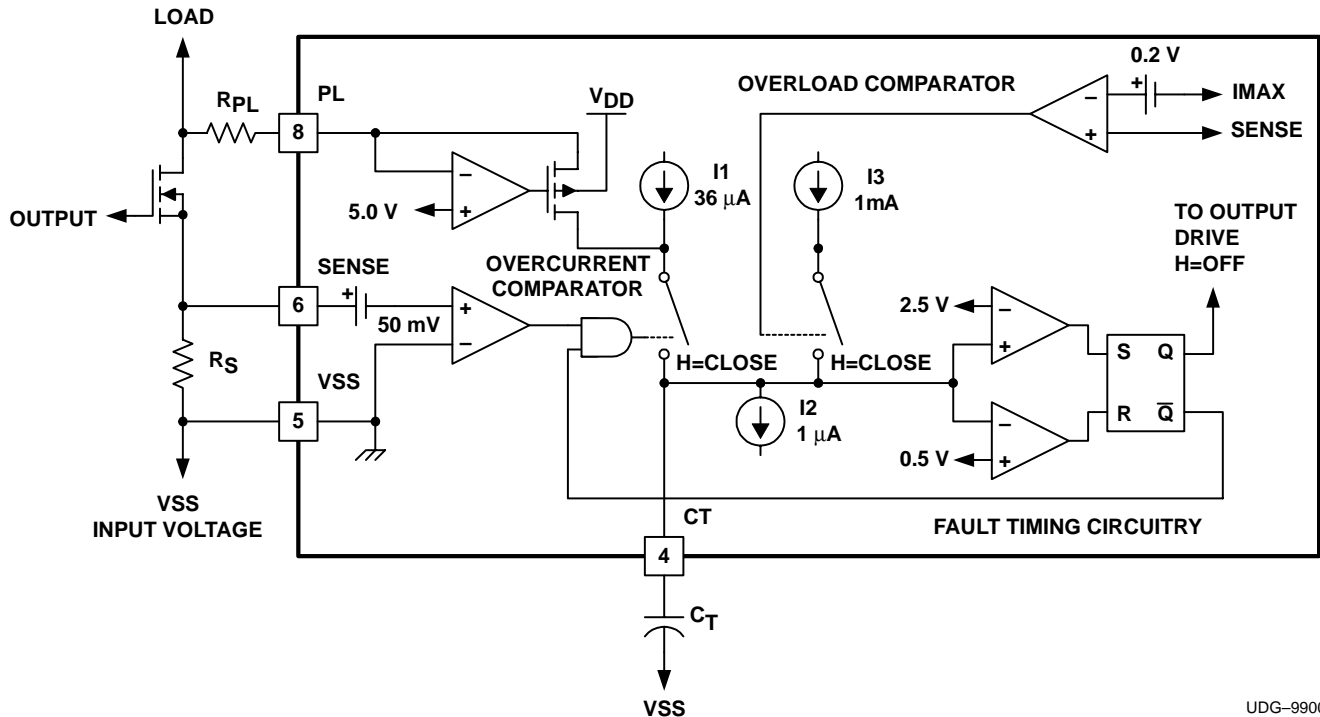 LOAD
RPL
PL
8
VDD
OVERLOAD COMPARATOR
0.2 V
+
−
+
IMAX
SENSE
OUTPUT
5.0 V
−
+
I1
36 μA
I3
1mA
TO OUTPUT
DRIVE
H=OFF
SENSE
6
+
50 mV
OVERCURRENT
COMPARATOR
+
−
H=CLOSE
H=CLOSE
2.5 V
−
+
S Q
R Q
RS
VSS
5
I2
1 μA
0.5 V
−
+
VSS
INPUT VOLTAGE
CT
4
FAULT TIMING CIRCUITRY
CT
VSS
UDG–9900